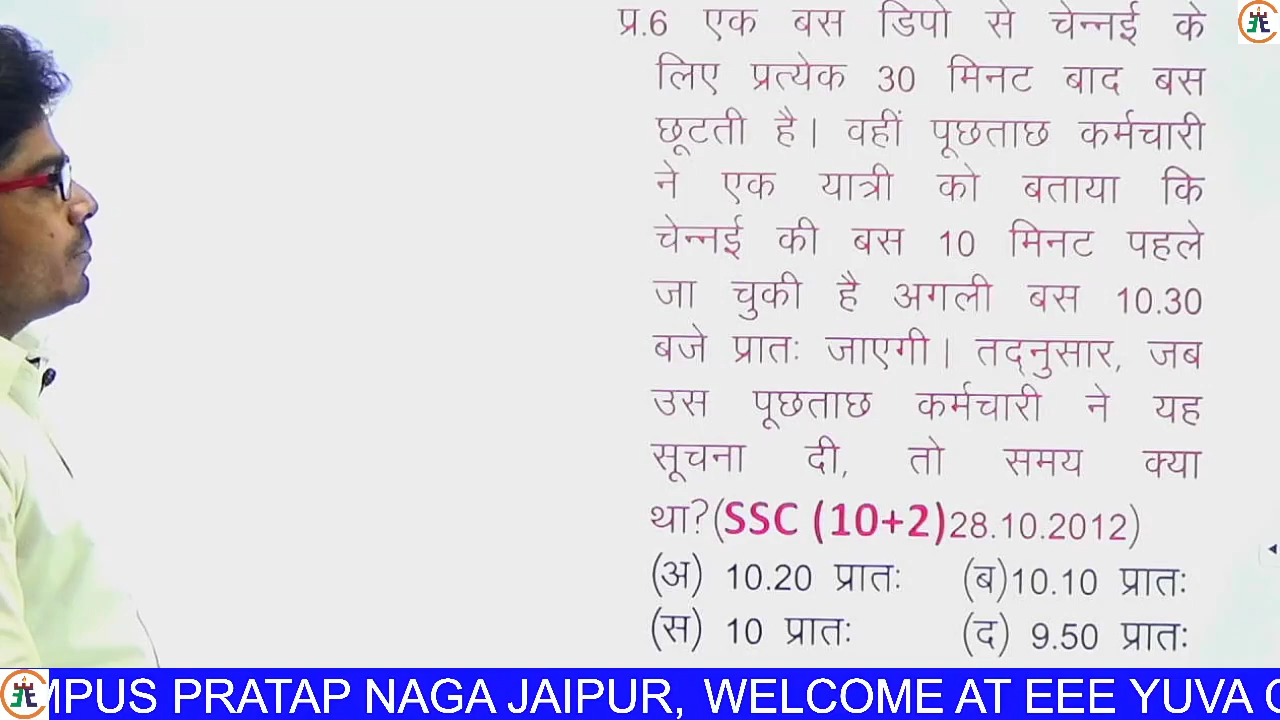 प्र.6 एक बस डिपो से चेन्नई के
लिए प्रत्येक 30 मिनट बाद बस
छूटती है। वहीं पूछताछ कर्मचारी
ने एक यात्री को बताया कि
चेन्नई की बस 10 मिनट पहले
जा चुकी है अगली बस 10.30
बजे प्रातः जाएगी। तद्नुसार, जब
उस पूछताछ कर्मचारी ने यह
सूचना दी, तो समय क्या
था?(SSC (10+2)28.10.2012)
(अ) 10.20 प्रातः (ब)10.10 प्रातः
(स) 10 प्रातः (द) 9.50 प्रातः
MPUS PRATAP NAGA JAIPUR, WELCOME AT EEE YUVA C